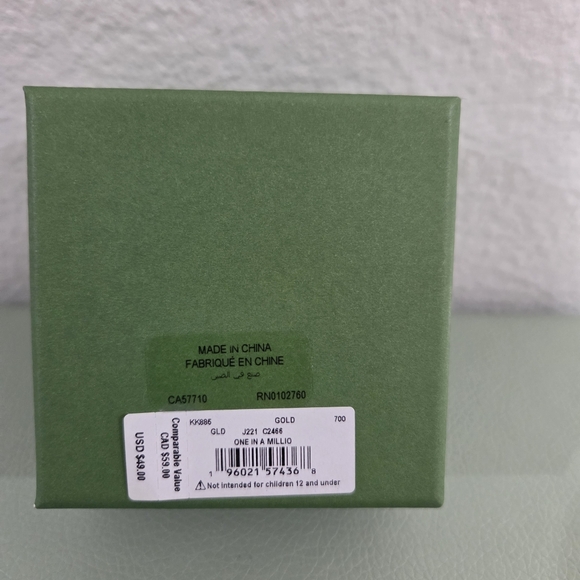 MADE IN CHINA
FABRIQUÉ EN CHINE
صنع في الصين
CA57710 RN0102760
KK886 GOLD 700
GLD J221 C2466
ONE IN A MILLIO
1 96021 57436 8
⚠ Not intended for children 12 and under
Comparable Value
CAD $59.00
USD $49.00